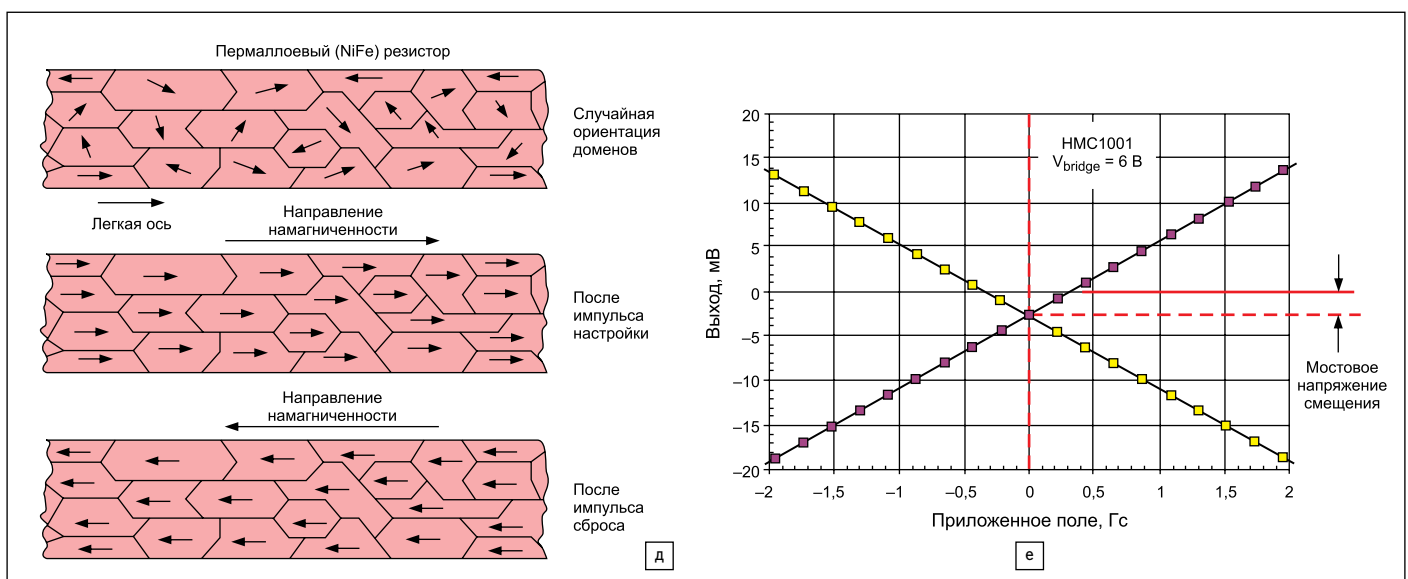 Пермаллоевый (NiFe) резистор
Случайная
ориентация
доменов
Легкая ось
Направление
намагниченности
После
импульса
настройки
Направление
намагниченности
После
импульса
сброса
д
20
15
10
5
0
–5
–10
–15
–20
Выход, мВ
HMC1001
Vbridge = 6 В
Мостовое
напряжение
смещения
–2 –1,5 –1 –0,5 0 0,5 1 1,5 2
Приложенное поле, Гс
е